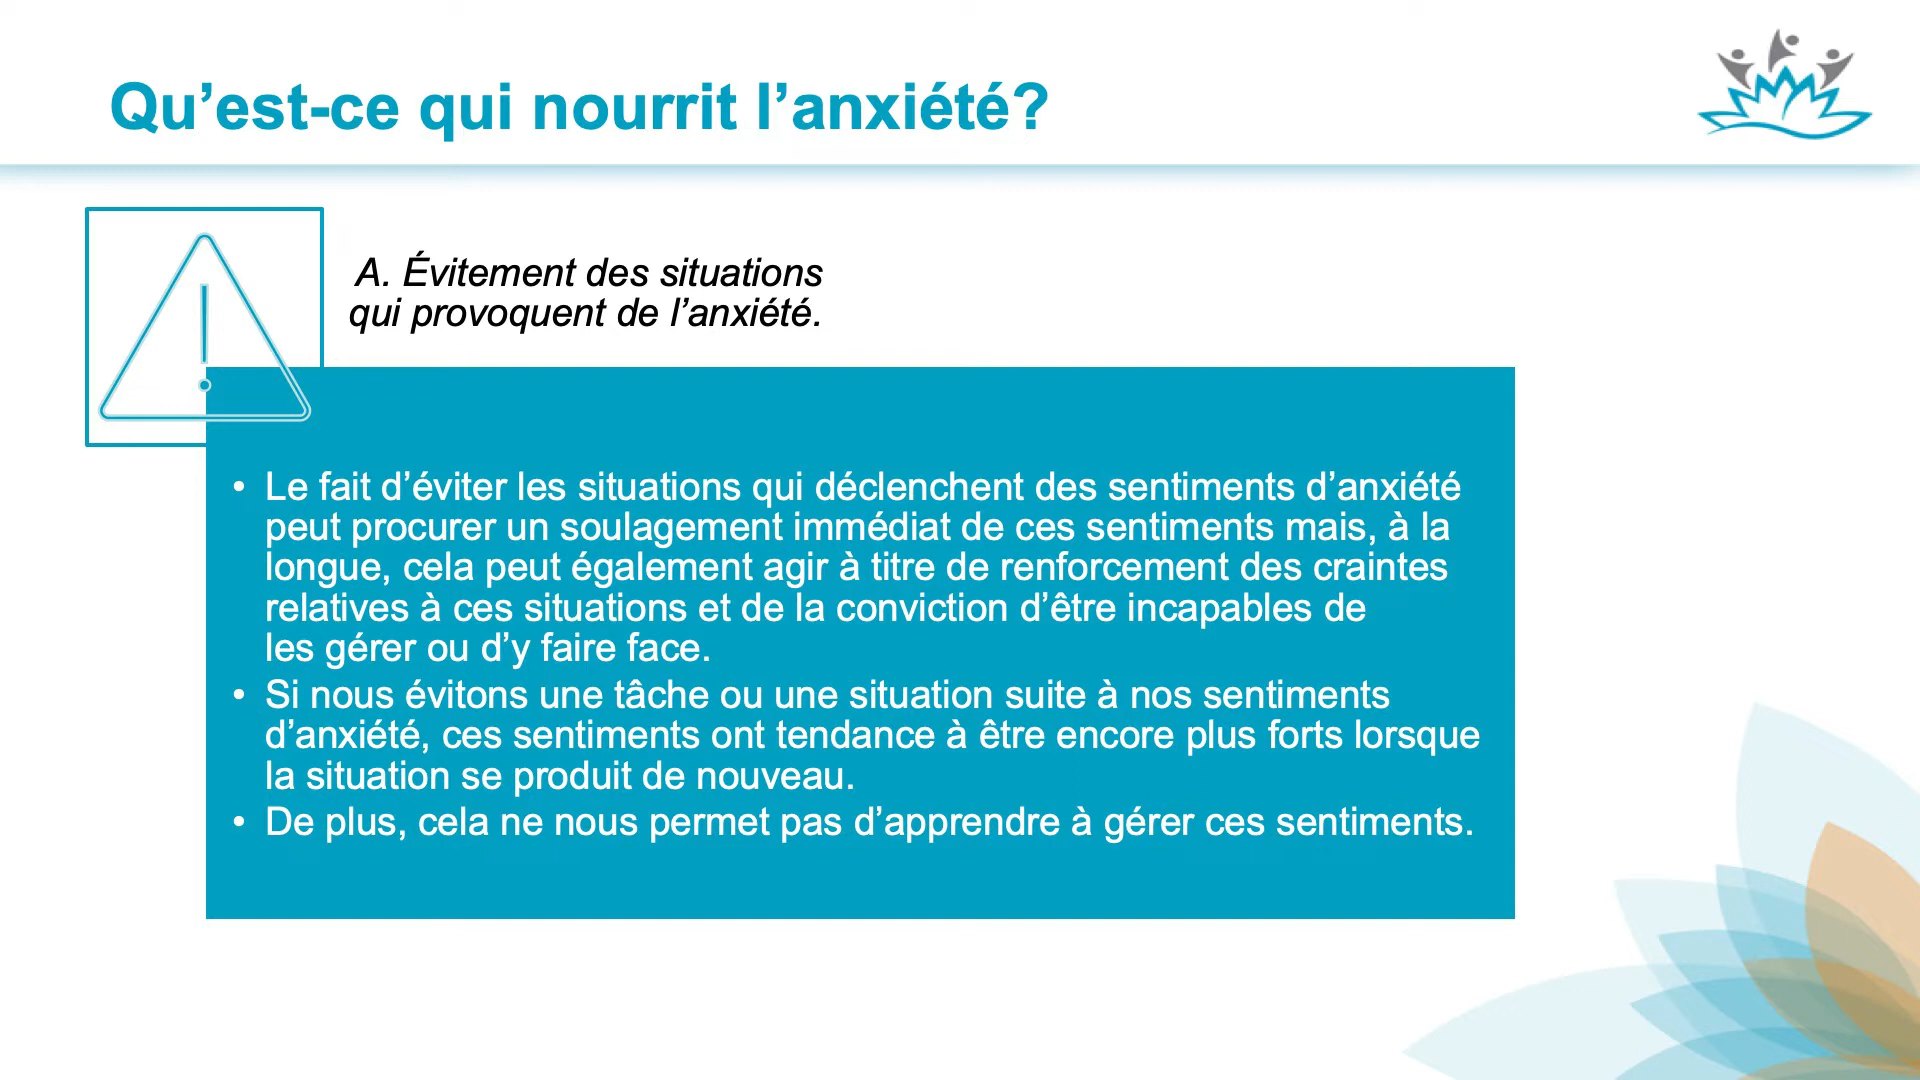 Qu’est-ce qui nourrit l’anxiété?
A. Évitement des situations
qui provoquent de l’anxiété.
• Le fait d’éviter les situations qui déclenchent des sentiments d’anxiété
peut procurer un soulagement immédiat de ces sentiments mais, à la
longue, cela peut également agir à titre de renforcement des craintes
relatives à ces situations et de la conviction d’être incapables de
les gérer ou d’y faire face.
• Si nous évitons une tâche ou une situation suite à nos sentiments
d’anxiété, ces sentiments ont tendance à être encore plus forts lorsque
la situation se produit de nouveau.
• De plus, cela ne nous permet pas d’apprendre à gérer ces sentiments.